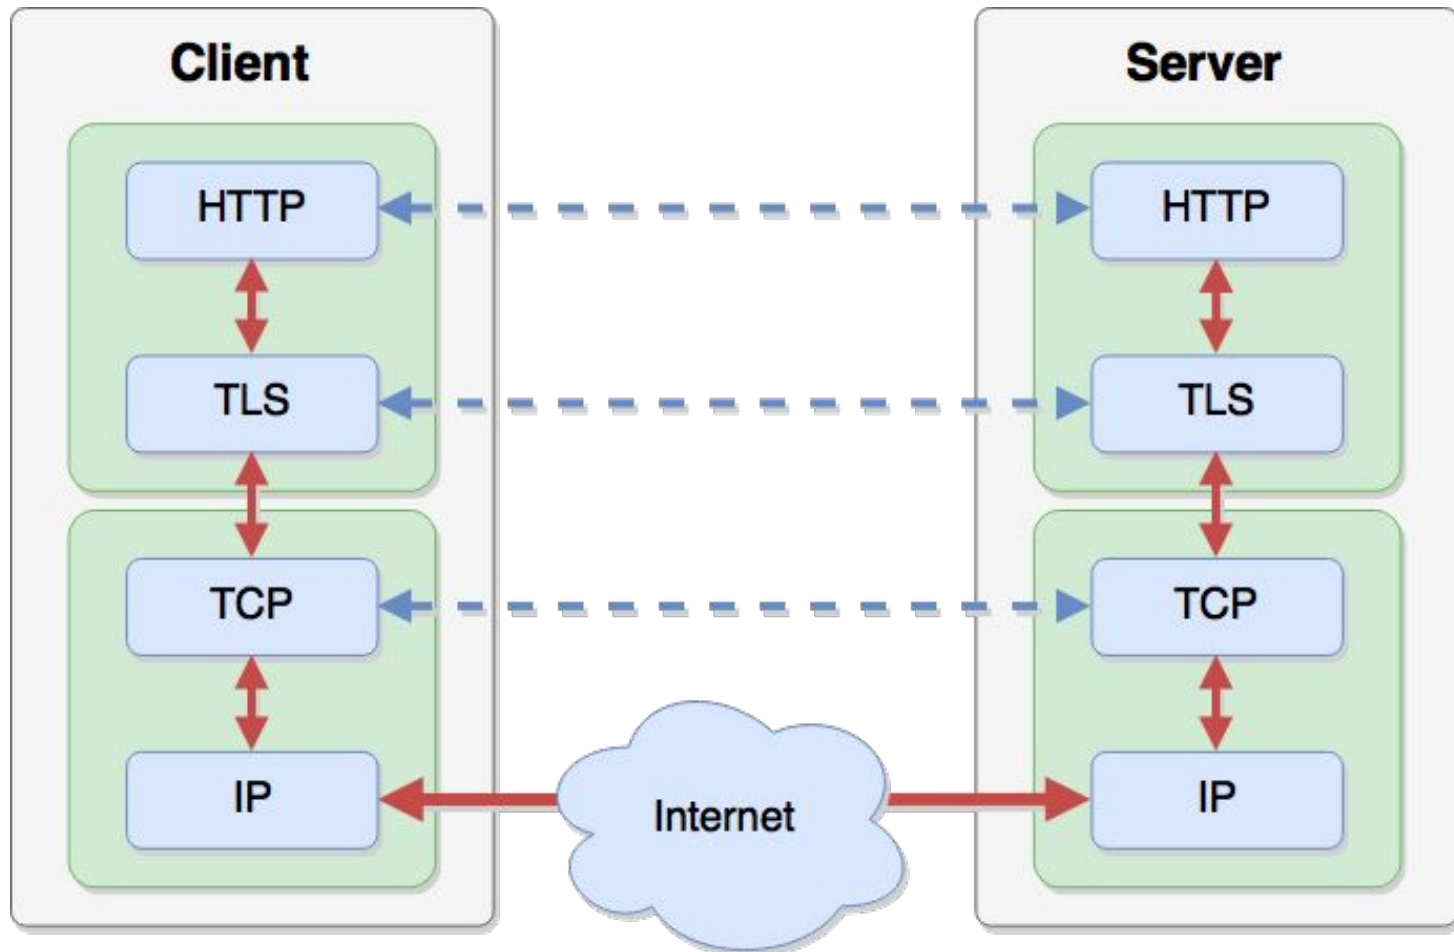 Client
Server
HTTP
HTTP
TLS
TLS
TCP
TCP
IP
Internet
IP